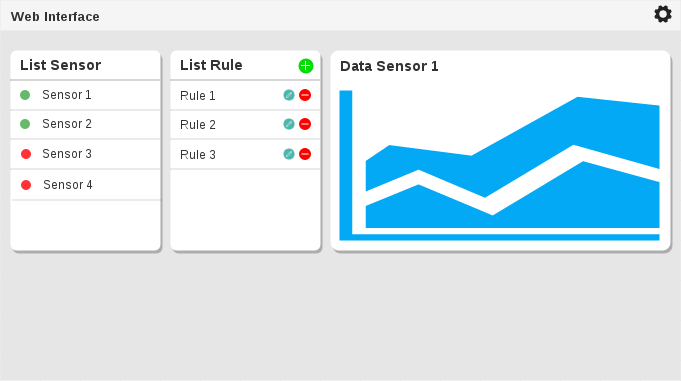 Web Interface
List Sensor
Sensor 1
Sensor 2
Sensor 3
Sensor 4
List Rule
Rule 1
Rule 2
Rule 3
Data Sensor 1